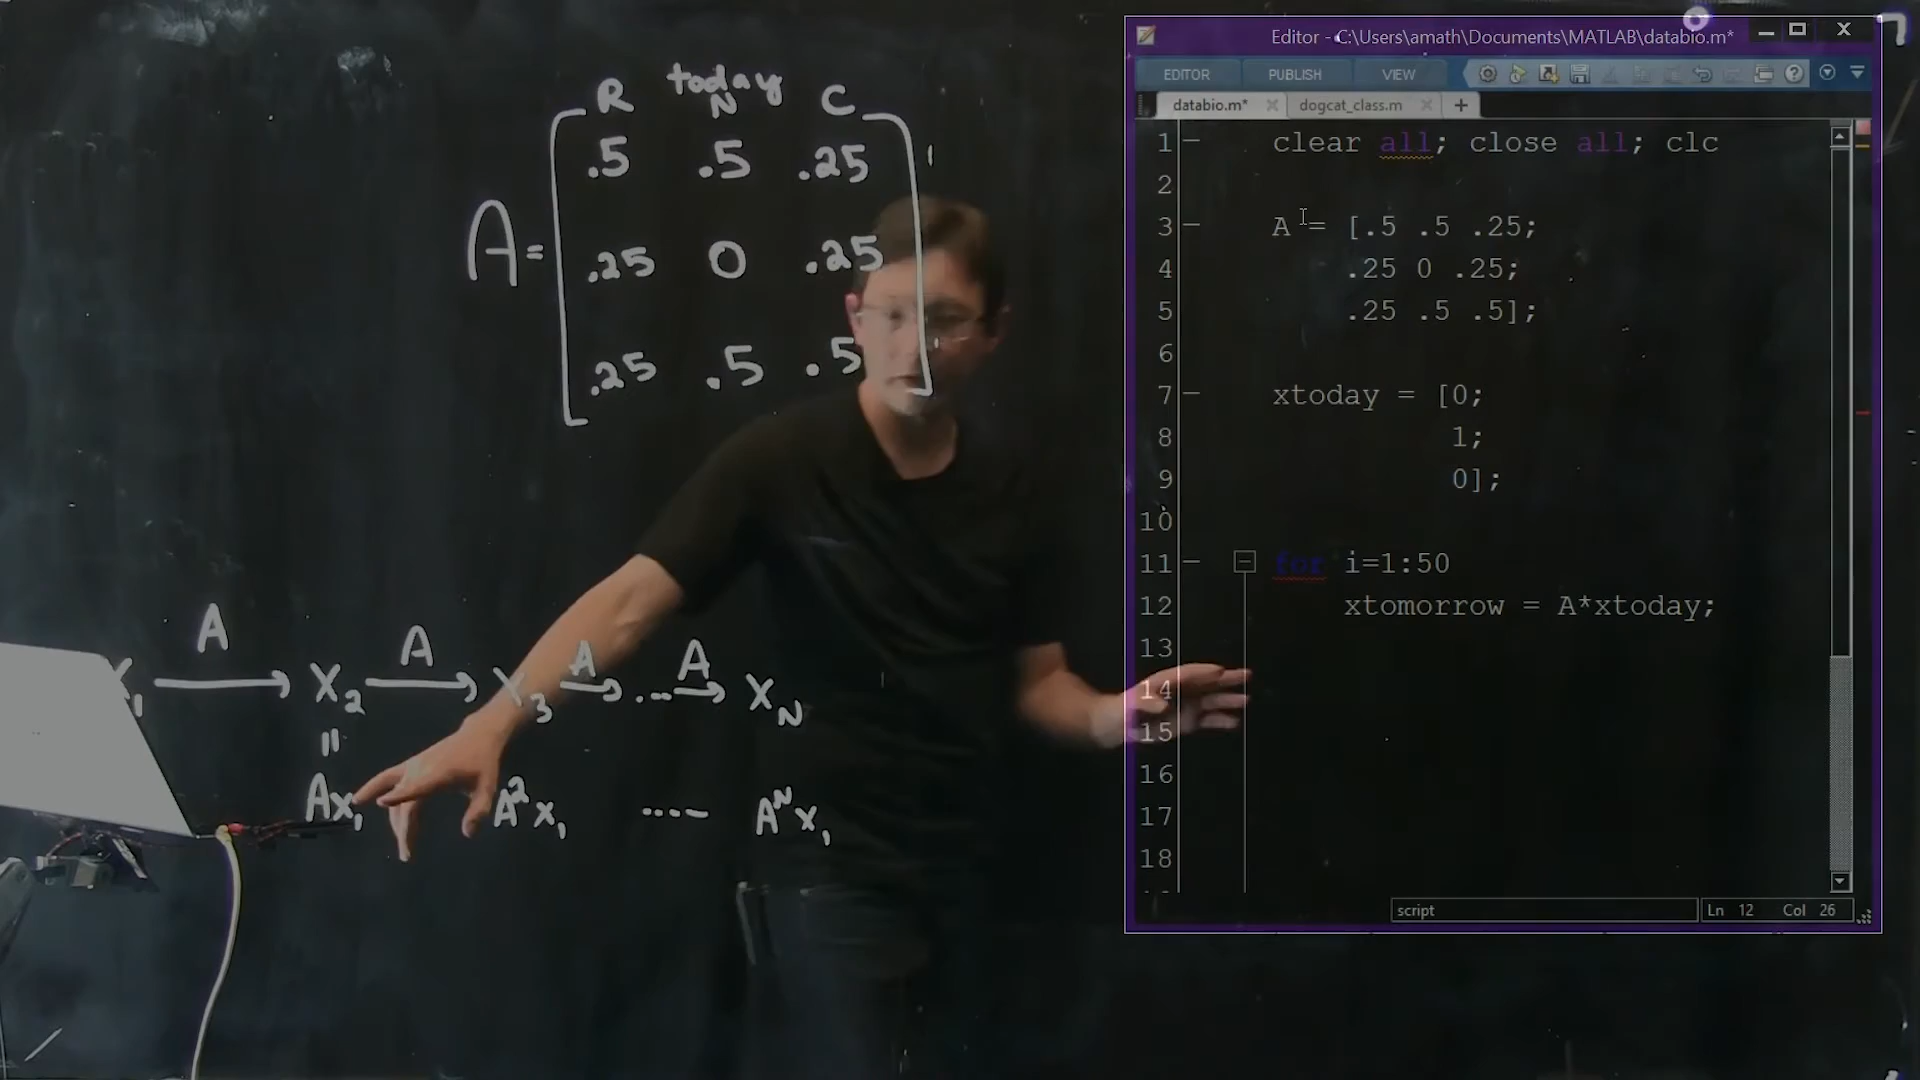 R today N C
A = .5 .5 .25
.25 0 .25
.25 .5 .5
A A A A
x1 x2 x3 .... xN
=
Ax1 A²x1 .... Aᴺx1
Editor - C:\Users\amath\Documents\MATLAB\databio.m*
EDITOR PUBLISH VIEW
databio.m* dogcat_class.m
1 clear all; close all; clc
2
3 A = [.5 .5 .25;
4 .25 0 .25;
5 .25 .5 .5];
6
7 xtoday = [0;
8 1;
9 0];
10
11 for i=1:50
12 xtomorrow = A*xtoday;
13
14
15
16
17
18
script Ln 12 Col 26